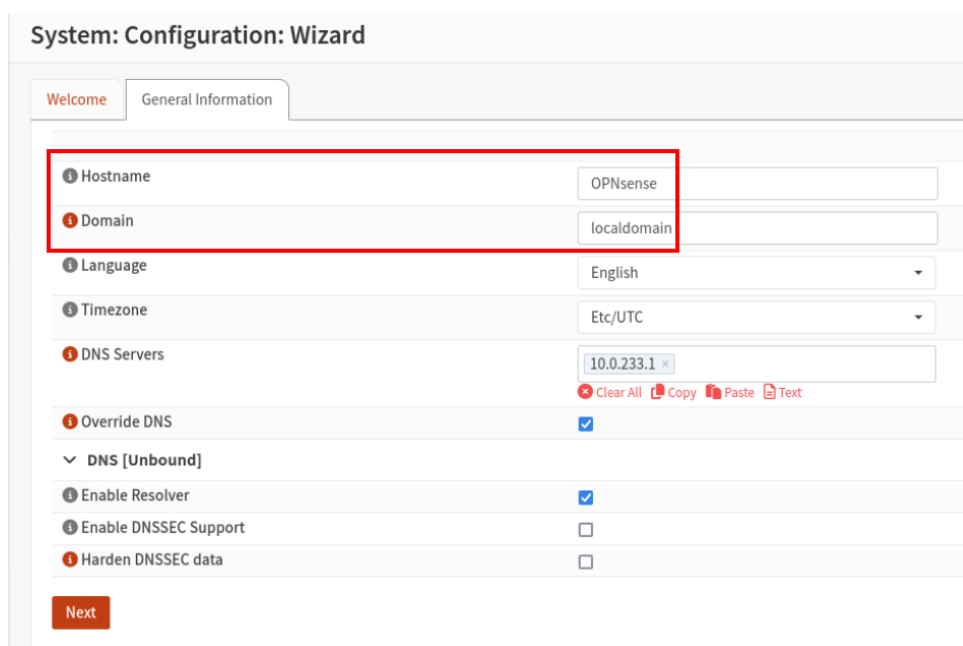 System: Configuration: Wizard
Welcome General Information
Hostname OPNsense
Domain localdomain
Language English
Timezone Etc/UTC
DNS Servers 10.0.233.1 ×
Clear All Copy Paste Text
Override DNS
DNS [Unbound]
Enable Resolver
Enable DNSSEC Support
Harden DNSSEC data
Next